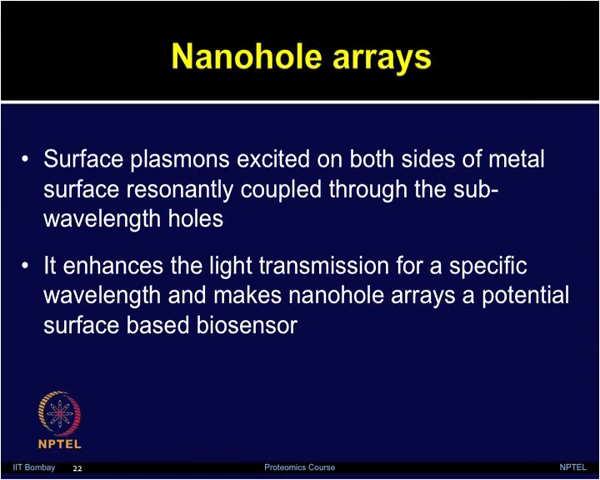 Nanohole arrays
• Surface plasmons excited on both sides of metal
surface resonantly coupled through the sub-
wavelength holes
• It enhances the light transmission for a specific
wavelength and makes nanohole arrays a potential
surface based biosensor
NPTEL
IIT Bombay 22 Proteomics Course NPTEL